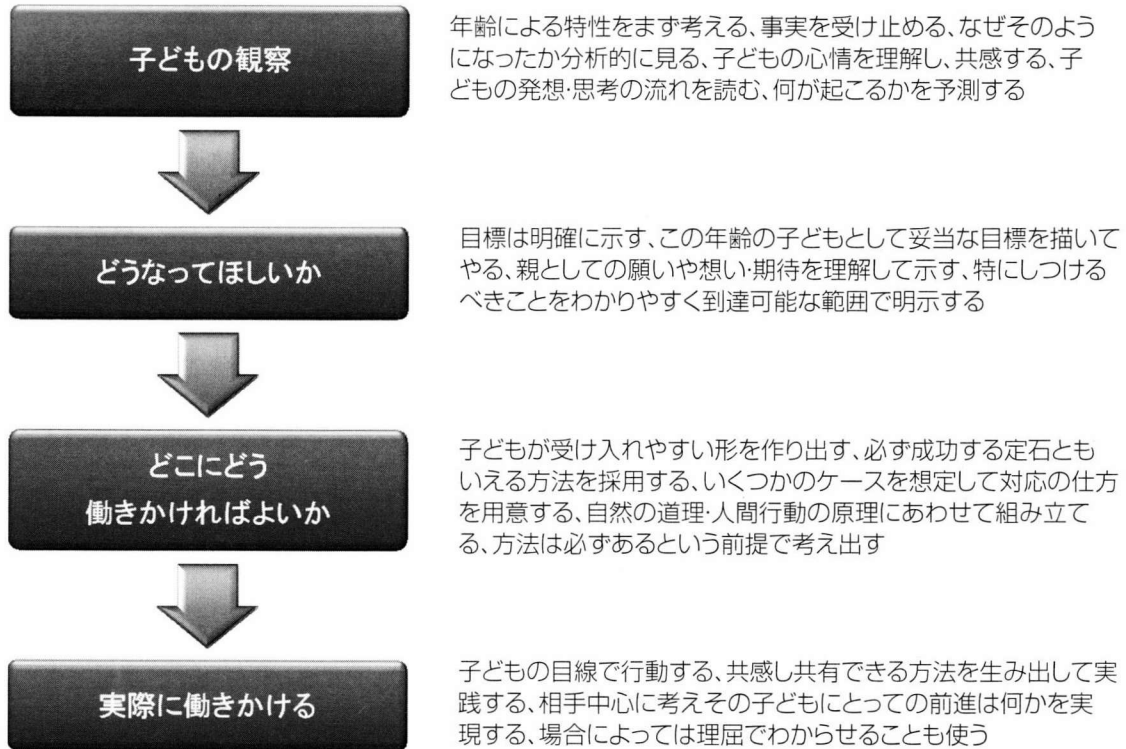 子どもの観察
年齢による特性をまず考える、事実を受け止める、なぜそのよう
になったか分析的に見る、子どもの心情を理解し、共感する、子
どもの発想・思考の流れを読む、何が起こるかを予測する
どうなってほしいか
目標は明確に示す、この年齢の子どもとして妥当な目標を描いて
やる、親としての願いや想い・期待を理解して示す、特にしつける
べきことをわかりやすく到達可能な範囲で明示する
どこにどう
働きかければよいか
子どもが受け入れやすい形を作り出す、必ず成功する定石とも
いえる方法を採用する、いくつかのケースを想定して対応の仕方
を用意する、自然の道理・人間行動の原理にあわせて組み立て
る、方法は必ずあるという前提で考え出す
実際に働きかける
子どもの目線で行動する、共感し共有できる方法を生み出して実
践する、相手中心に考えその子どもにとっての前進は何かを実
現する、場合によっては理屈でわからせることも使う